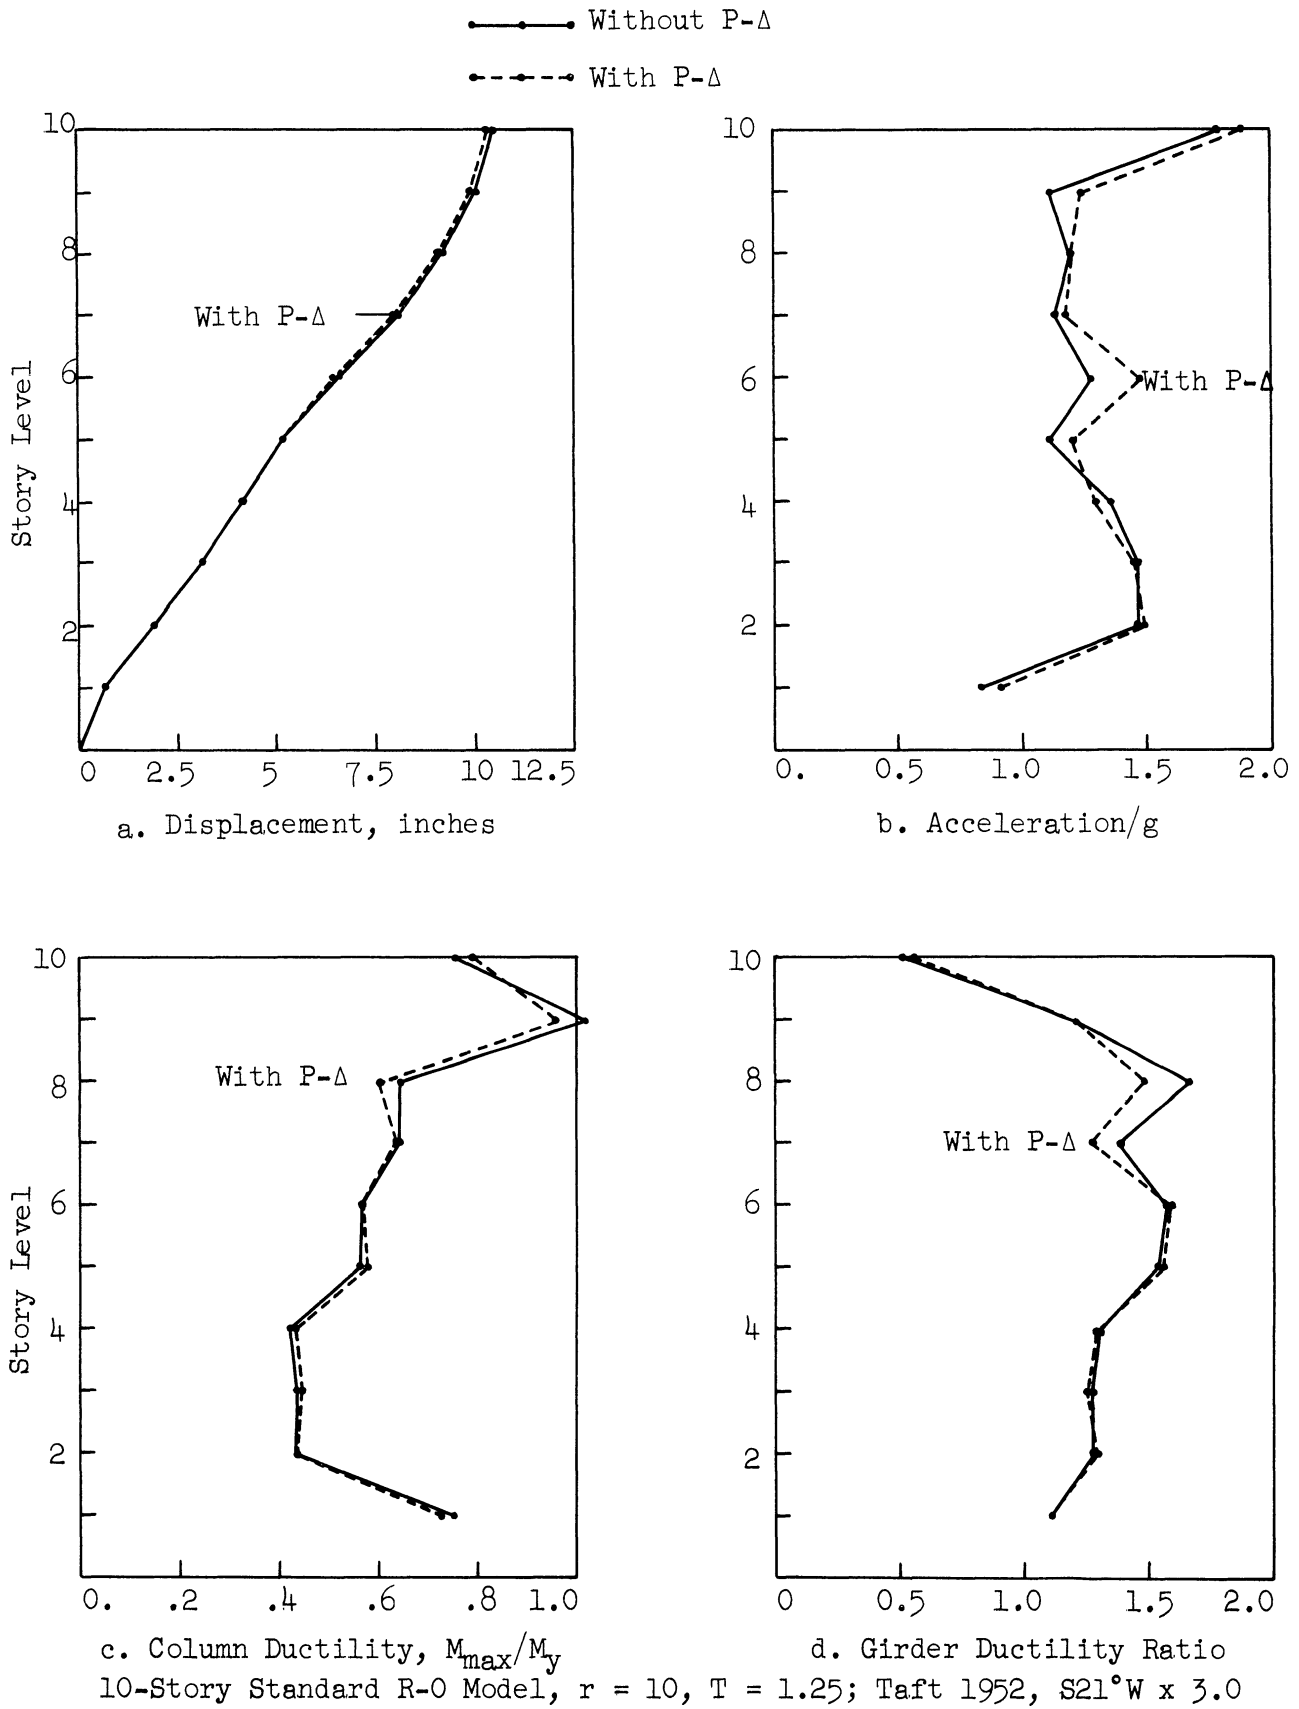 Without P-Δ
With P-Δ
10
8
6
4
2
Story Level
With P-Δ
0 2.5 5 7.5 10 12.5
a. Displacement, inches
10
8
6
4
2
With P-Δ
0. 0.5 1.0 1.5 2.0
b. Acceleration/g
10
8
6
4
2
Story Level
With P-Δ
0. .2 .4 .6 .8 1.0
c. Column Ductility, Mmax/My
10
8
6
4
2
With P-Δ
0 0.5 1.0 1.5 2.0
d. Girder Ductility Ratio
10-Story Standard R-O Model, r = 10, T = 1.25; Taft 1952, S21°W x 3.0